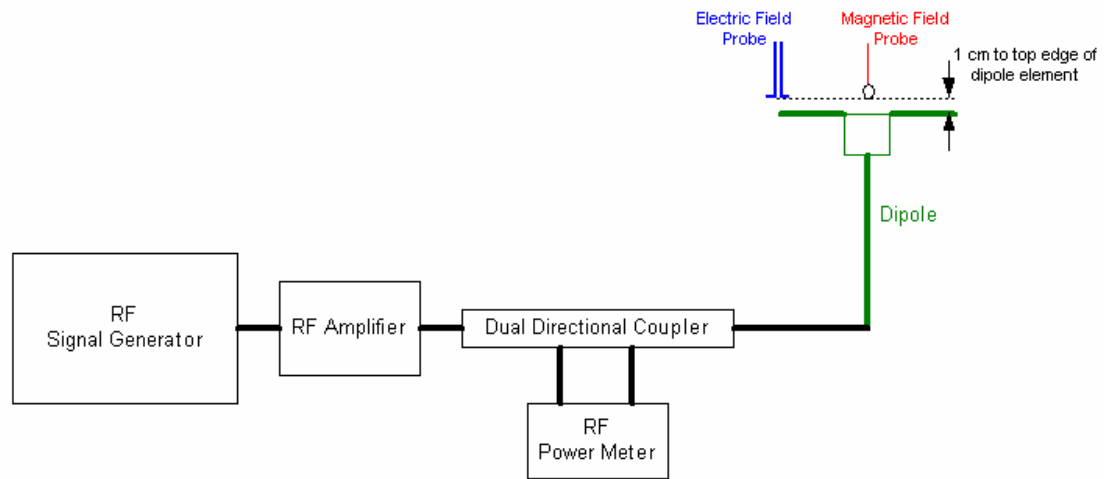 Electric Field
Probe
Magnetic Field
Probe
1 cm to top edge of
dipole element
Dipole
RF
Signal Generator
RF Amplifier
Dual Directional Coupler
RF
Power Meter